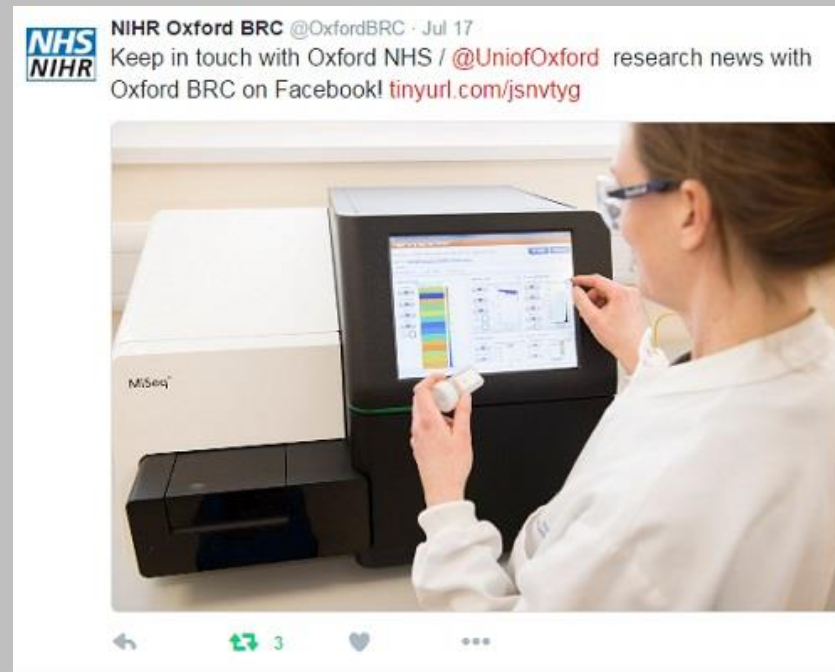 NHS
NIHR
NIHR Oxford BRC @OxfordBRC · Jul 17
Keep in touch with Oxford NHS / @UniofOxford research news with
Oxford BRC on Facebook! tinyurl.com/jsnvtyg
MiSeq
3